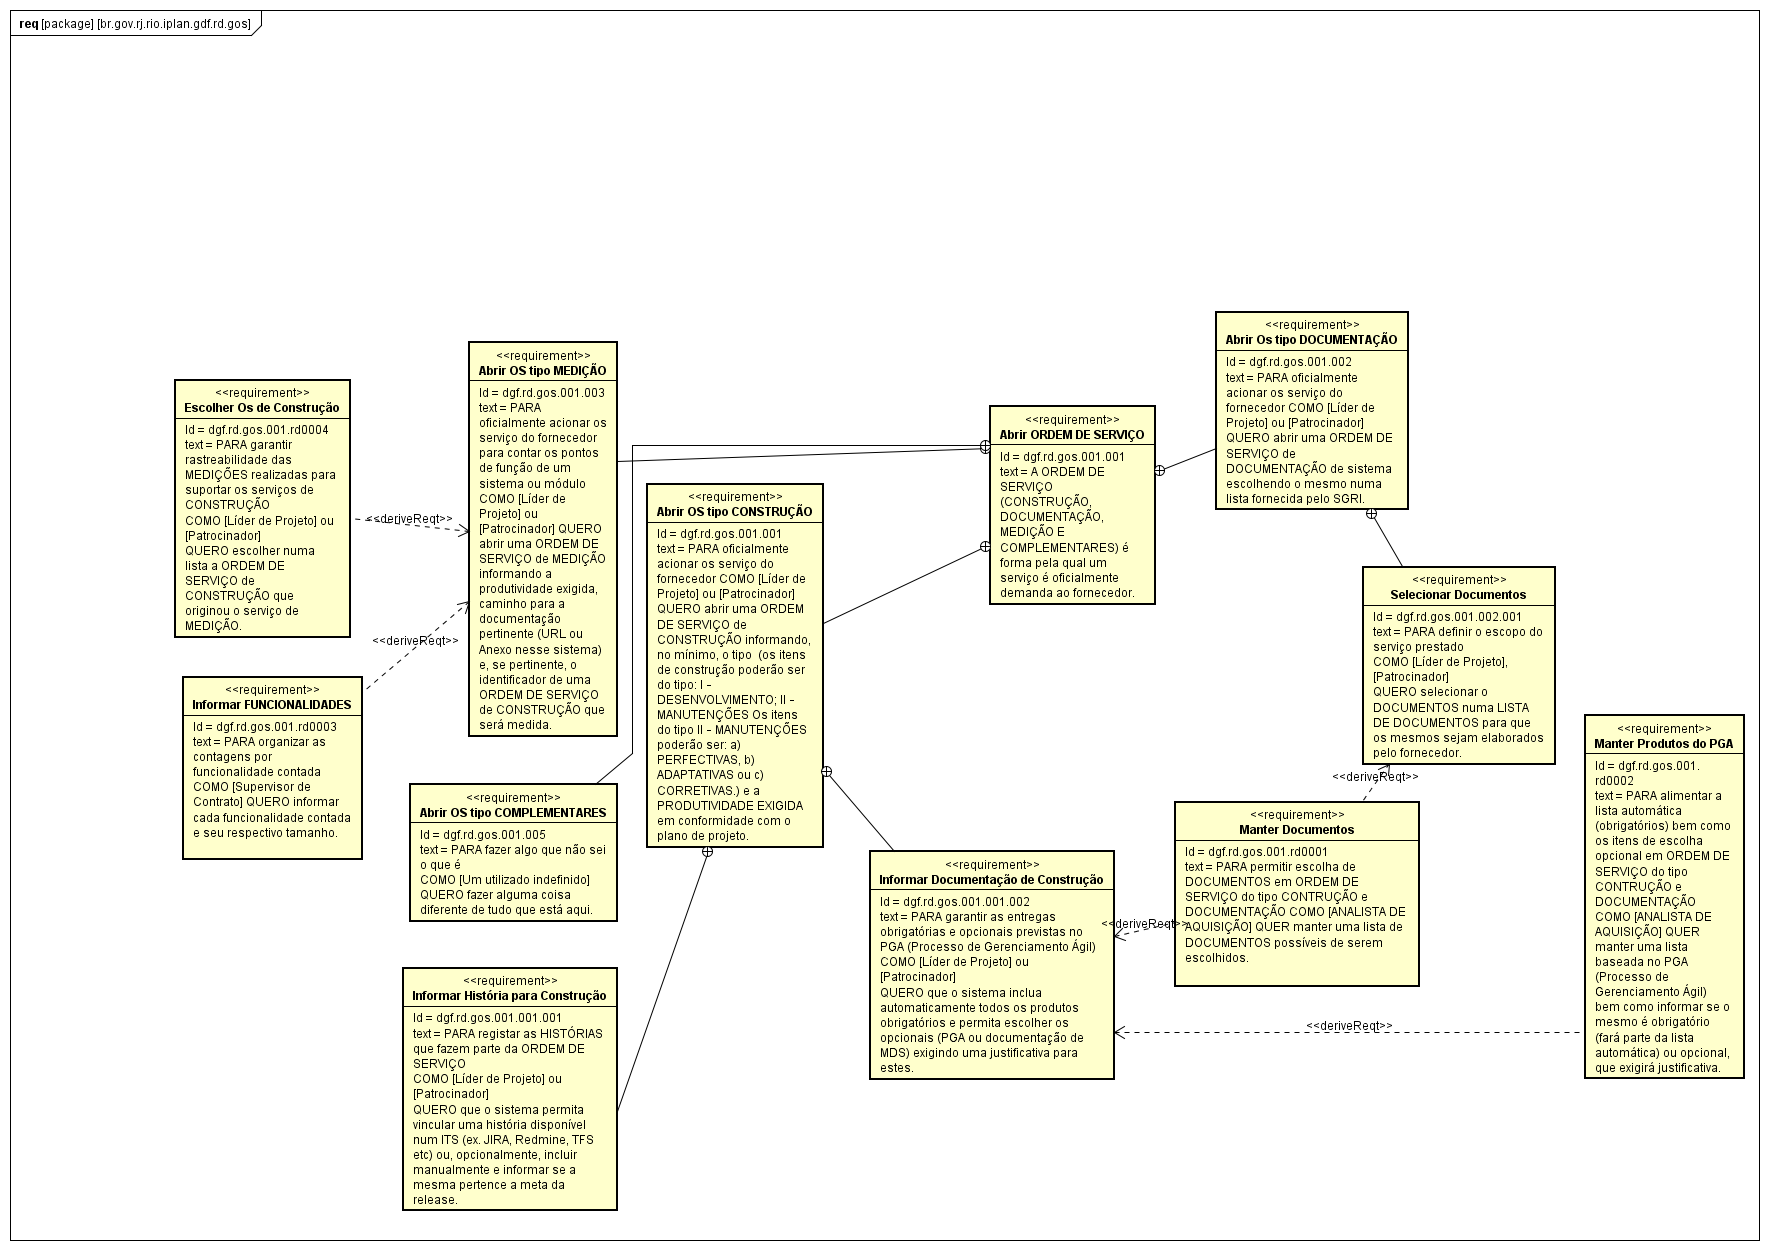 req [package] [br.gov.rj.rio.iplan.gdf.rd.gos]
<<requirement>>
Abrir Os tipo DOCUMENTAÇÃO
Id = dgf.rd.gos.001.002
text = PARA oficialmente
acionar os serviço do
fornecedor COMO [Líder de
Projeto] ou [Patrocinador]
QUERO abrir uma ORDEM DE
SERVIÇO de
DOCUMENTAÇÃO de sistema
escolhendo o mesmo numa
lista fornecida pelo SGRI.
<<requirement>>
Abrir OS tipo MEDIÇÃO
Id = dgf.rd.gos.001.003
text = PARA
oficialmente acionar os
serviço do fornecedor
para contar os pontos
de função de um
sistema ou módulo
COMO [Líder de
Projeto] ou
[Patrocinador] QUERO
abrir uma ORDEM DE
SERVIÇO de MEDIÇÃO
informando a
produtividade exigida,
caminho para a
documentação
pertinente (URL ou
Anexo nesse sistema)
e, se pertinente, o
identificador de uma
ORDEM DE SERVIÇO
de CONSTRUÇÃO que
será medida.
<<requirement>>
Escolher Os de Construção
Id = dgf.rd.gos.001.rd0004
text = PARA garantir
rastreabilidade das
MEDIÇÕES realizadas para
suportar os serviços de
CONSTRUÇÃO
COMO [Líder de Projeto] ou
[Patrocinador]
QUERO escolher numa
lista a ORDEM DE
SERVIÇO de
CONSTRUÇÃO que
originou o serviço de
MEDIÇÃO.
<<deriveReqt>>
<<requirement>>
Abrir ORDEM DE SERVIÇO
Id = dgf.rd.gos.001.001
text = A ORDEM DE
SERVIÇO
(CONSTRUÇÃO,
DOCUMENTAÇÃO,
MEDIÇÃO E
COMPLEMENTARES) é
forma pela qual um
serviço é oficialmente
demanda ao fornecedor.
<<requirement>>
Abrir OS tipo CONSTRUÇÃO
Id = dgf.rd.gos.001.001
text = PARA oficialmente
acionar os serviço do
fornecedor COMO [Líder de
Projeto] ou [Patrocinador]
QUERO abrir uma ORDEM
DE SERVIÇO de
CONSTRUÇÃO informando,
no mínimo, o tipo  (os itens
de construção poderão ser
do tipo: I -
DESENVOLVIMENTO; II -
MANUTENÇÕES Os itens
do tipo II - MANUTENÇÕES
poderão ser: a)
PERFECTIVAS, b)
ADAPTATIVAS ou c)
CORRETIVAS.) e a
PRODUTIVIDADE EXIGIDA
em conformidade com o
plano de projeto.
<<requirement>>
Selecionar Documentos
Id = dgf.rd.gos.001.002.001
text = PARA definir o escopo do
serviço prestado
COMO [Líder de Projeto],
[Patrocinador]
QUERO selecionar o
DOCUMENTOS numa LISTA
DE DOCUMENTOS para que
os mesmos sejam elaborados
pelo fornecedor.
<<deriveReqt>>
<<requirement>>
Informar FUNCIONALIDADES
Id = dgf.rd.gos.001.rd0003
text = PARA organizar as
contagens por
funcionalidade contada
COMO [Supervisor de
Contrato] QUERO informar
cada funcionalidade contada
e seu respectivo tamanho.
<<requirement>>
Manter Produtos do PGA
Id = dgf.rd.gos.001.
rd0002
text = PARA alimentar a
lista automática
(obrigatórios) bem como
os itens de escolha
opcional em ORDEM DE
SERVIÇO do tipo
CONTRUÇÃO e
DOCUMENTAÇÃO
COMO [ANALISTA DE
AQUISIÇÃO] QUER
manter uma lista
baseada no PGA
(Processo de
Gerenciamento Ágil)
bem como informar se o
mesmo é obrigatório
(fará parte da lista
automática) ou opcional,
que exigirá justificativa.
<<deriveReqt>>
<<requirement>>
Abrir OS tipo COMPLEMENTARES
Id = dgf.rd.gos.001.005
text = PARA fazer algo que não sei
o que é
COMO [Um utilizado indefinido]
QUERO fazer alguma coisa
diferente de tudo que está aqui.
<<requirement>>
Manter Documentos
Id = dgf.rd.gos.001.rd0001
text = PARA permitir escolha de
DOCUMENTOS em ORDEM DE
SERVIÇO do tipo CONTRUÇÃO e
DOCUMENTAÇÃO COMO [ANALISTA DE
AQUISIÇÃO] QUER manter uma lista de
DOCUMENTOS possíveis de serem
escolhidos.
<<deriveReqt>>
<<requirement>>
Informar Documentação de Construção
Id = dgf.rd.gos.001.001.002
text = PARA garantir as entregas
obrigatórias e opcionais previstas no
PGA (Processo de Gerenciamento Ágil)
COMO [Líder de Projeto] ou
[Patrocinador]
QUERO que o sistema inclua
automaticamente todos os produtos
obrigatórios e permita escolher os
opcionais (PGA ou documentação de
MDS) exigindo uma justificativa para
estes.
<<deriveReqt>>
<<requirement>>
Informar História para Construção
Id = dgf.rd.gos.001.001.001
text = PARA registar as HISTÓRIAS
que fazem parte da ORDEM DE
SERVIÇO
COMO [Líder de Projeto] ou
[Patrocinador]
QUERO que o sistema permita
vincular uma história disponível
num ITS (ex. JIRA, Redmine, TFS
etc) ou, opcionalmente, incluir
manualmente e informar se a
mesma pertence a meta da
release.